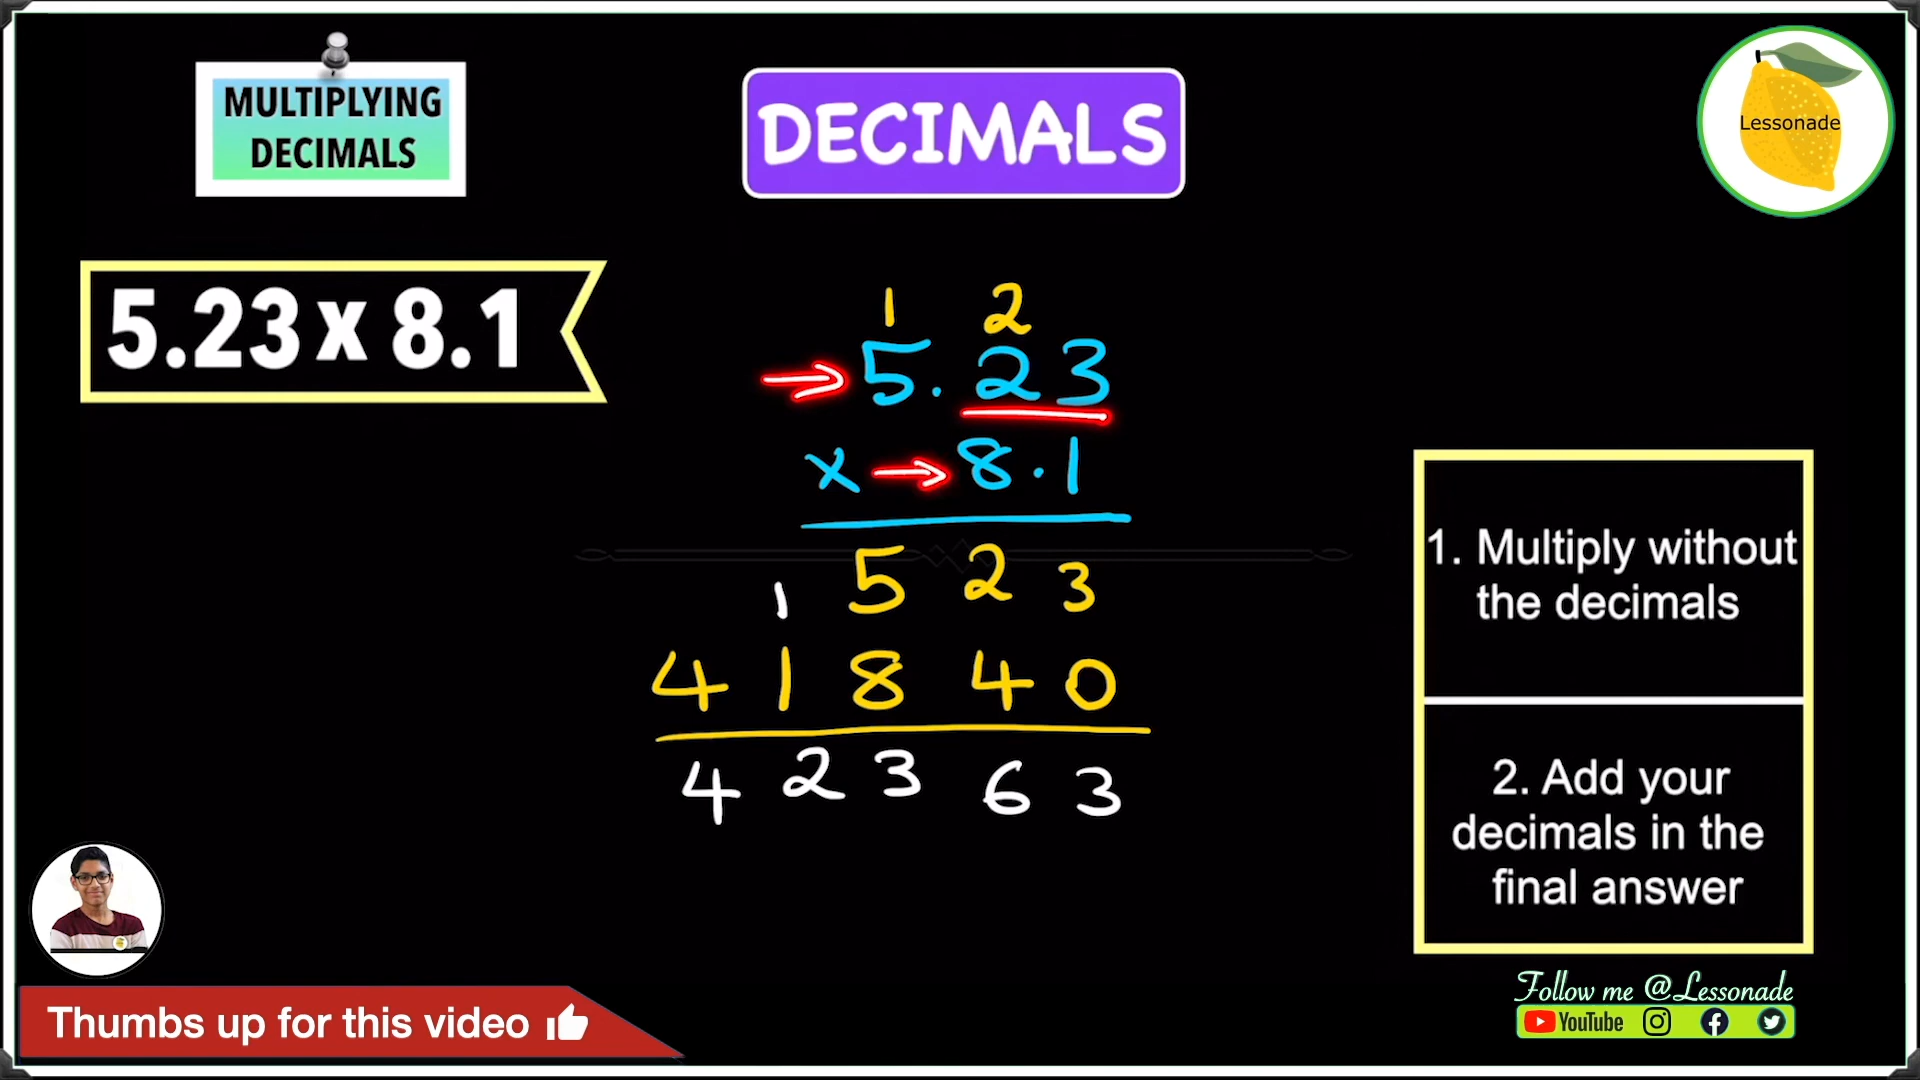 MULTIPLYING
DECIMALS
DECIMALS
Lessonade
5.23 x 8.1
1 2
5.23
x 8.1
5 2 3
1
4 1 8 4 0
4 2 3 6 3
1. Multiply without
the decimals
2. Add your
decimals in the
final answer
Thumbs up for this video
Follow me @Lessonade
YouTube